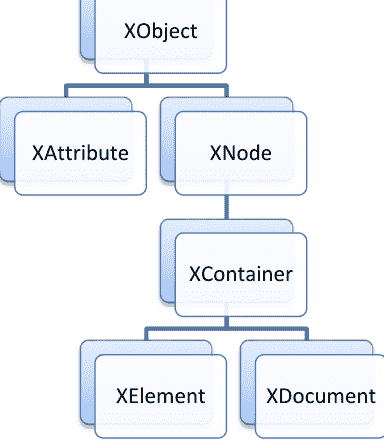 XObject
XAttribute
XNode
XContainer
XElement
XDocument